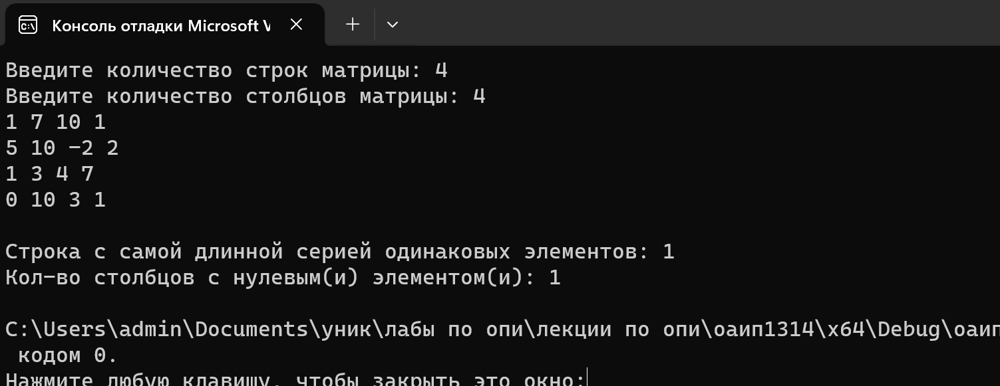 Консоль отладки Microsoft V
Введите количество строк матрицы: 4
Введите количество столбцов матрицы: 4
1 7 10 1
5 10 -2 2
1 3 4 7
0 10 3 1
Строка с самой длинной серией одинаковых элементов: 1
Кол-во столбцов с нулевым(и) элементом(и): 1
C:\Users\admin\Documents\уник\лабы по опи\лекции по опи\оаип1314\x64\Debug\оаип
кодом 0.
Нажмите любую клавишу, чтобы закрыть это окно: